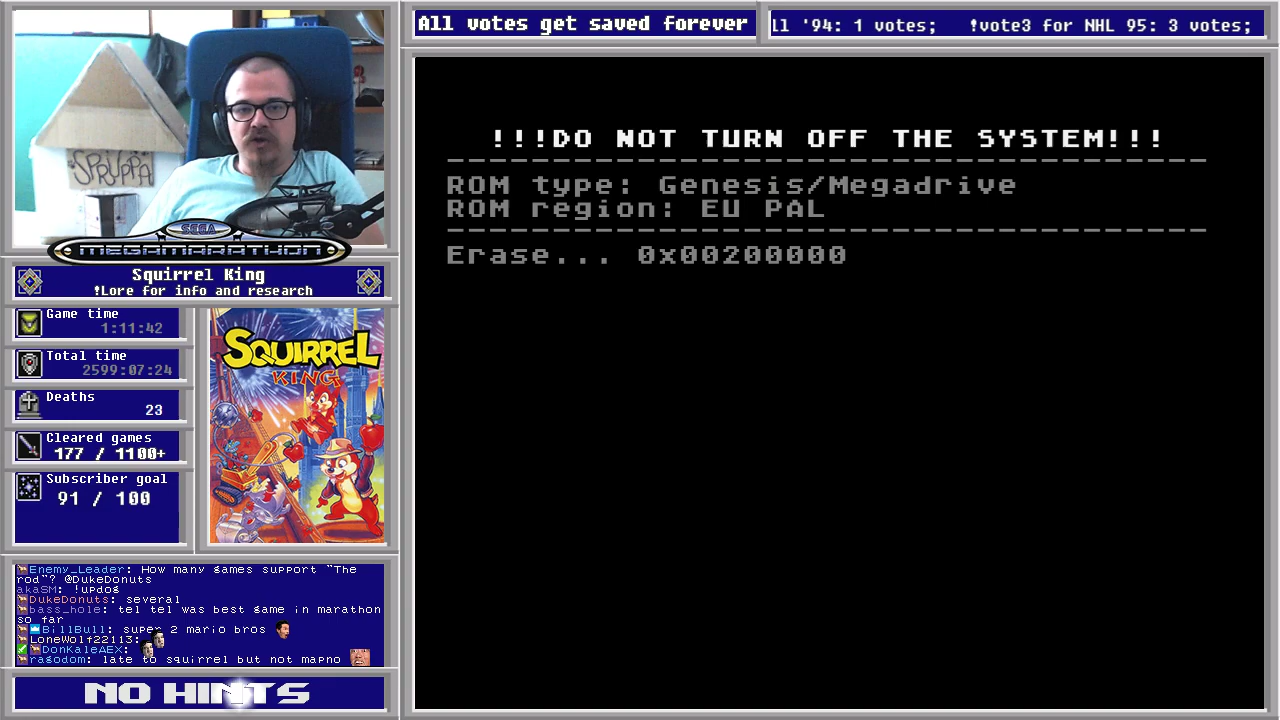 All votes get saved forever
ll '94: 1 votes; !vote3 for NHL 95: 3 votes;
!!!DO NOT TURN OFF THE SYSTEM!!!
ROM type: Genesis/Megadrive
ROM region: EU PAL
Erase... 0x00200000
SPRYPPA
SEGA
MEGAMARATHON
Squirrel King
!Lore for info and research
Game time
1:11:42
Total time
2599:07:24
Deaths
23
Cleared games
177 / 1100+
Subscriber goal
91 / 100
SQUIRREL
KING
Enemy_Leader: How many games support "The
rod"? @DukeDonuts
akaSM: !updog
DukeDonuts: several
bass_hole: tel tel was best game in marathon
so far
BillBull: super 2 mario bros
LoneWolf22113:
DonKaleAEX:
ragodom: late to squirrel but not mapno
NO HINTS